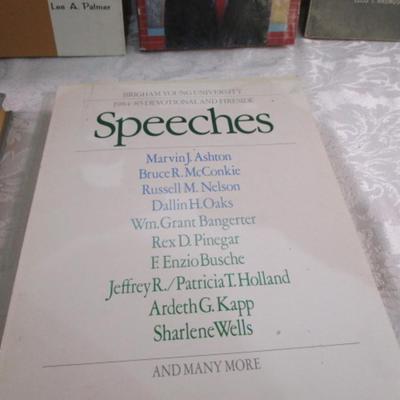 Lee A. Palmer
BRIGHAM YOUNG UNIVERSITY
1984-85 DEVOTIONAL AND FIRESIDE
Speeches
Marvin J. Ashton
Bruce R. McConkie
Russell M. Nelson
Dallin H. Oaks
Wm. Grant Bangerter
Rex D. Pinegar
F. Enzio Busche
Jeffrey R./Patricia T. Holland
Ardeth G. Kapp
Sharlene Wells
AND MANY MORE